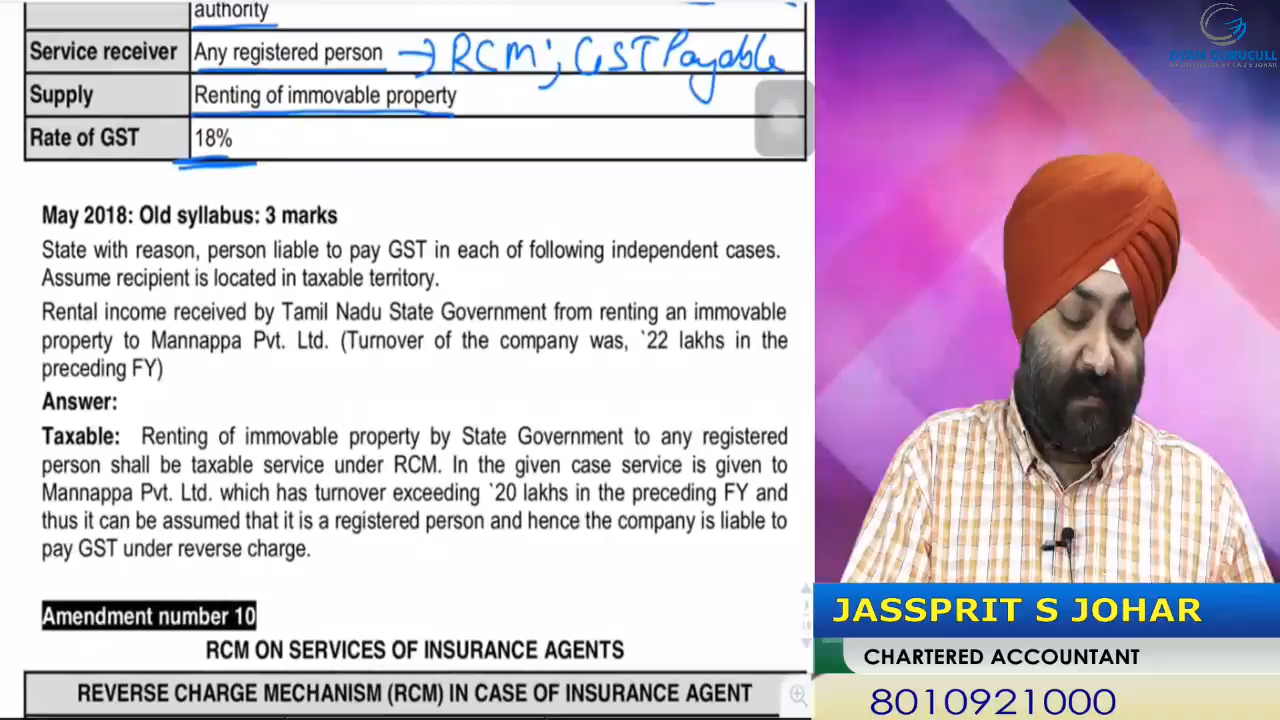 authority
Service receiver Any registered person → RCM; GST Payable
Supply Renting of immovable property
Rate of GST 18%
May 2018: Old syllabus: 3 marks
State with reason, person liable to pay GST in each of following independent cases.
Assume recipient is located in taxable territory.
Rental income received by Tamil Nadu State Government from renting an immovable
property to Mannappa Pvt. Ltd. (Turnover of the company was, `22 lakhs in the
preceding FY)
Answer:
Taxable: Renting of immovable property by State Government to any registered
person shall be taxable service under RCM. In the given case service is given to
Mannappa Pvt. Ltd. which has turnover exceeding `20 lakhs in the preceding FY and
thus it can be assumed that it is a registered person and hence the company is liable to
pay GST under reverse charge.
Amendment number 10
RCM ON SERVICES OF INSURANCE AGENTS
REVERSE CHARGE MECHANISM (RCM) IN CASE OF INSURANCE AGENT
GYAN GURUCULL
JASSPRIT S JOHAR
CHARTERED ACCOUNTANT
8010921000